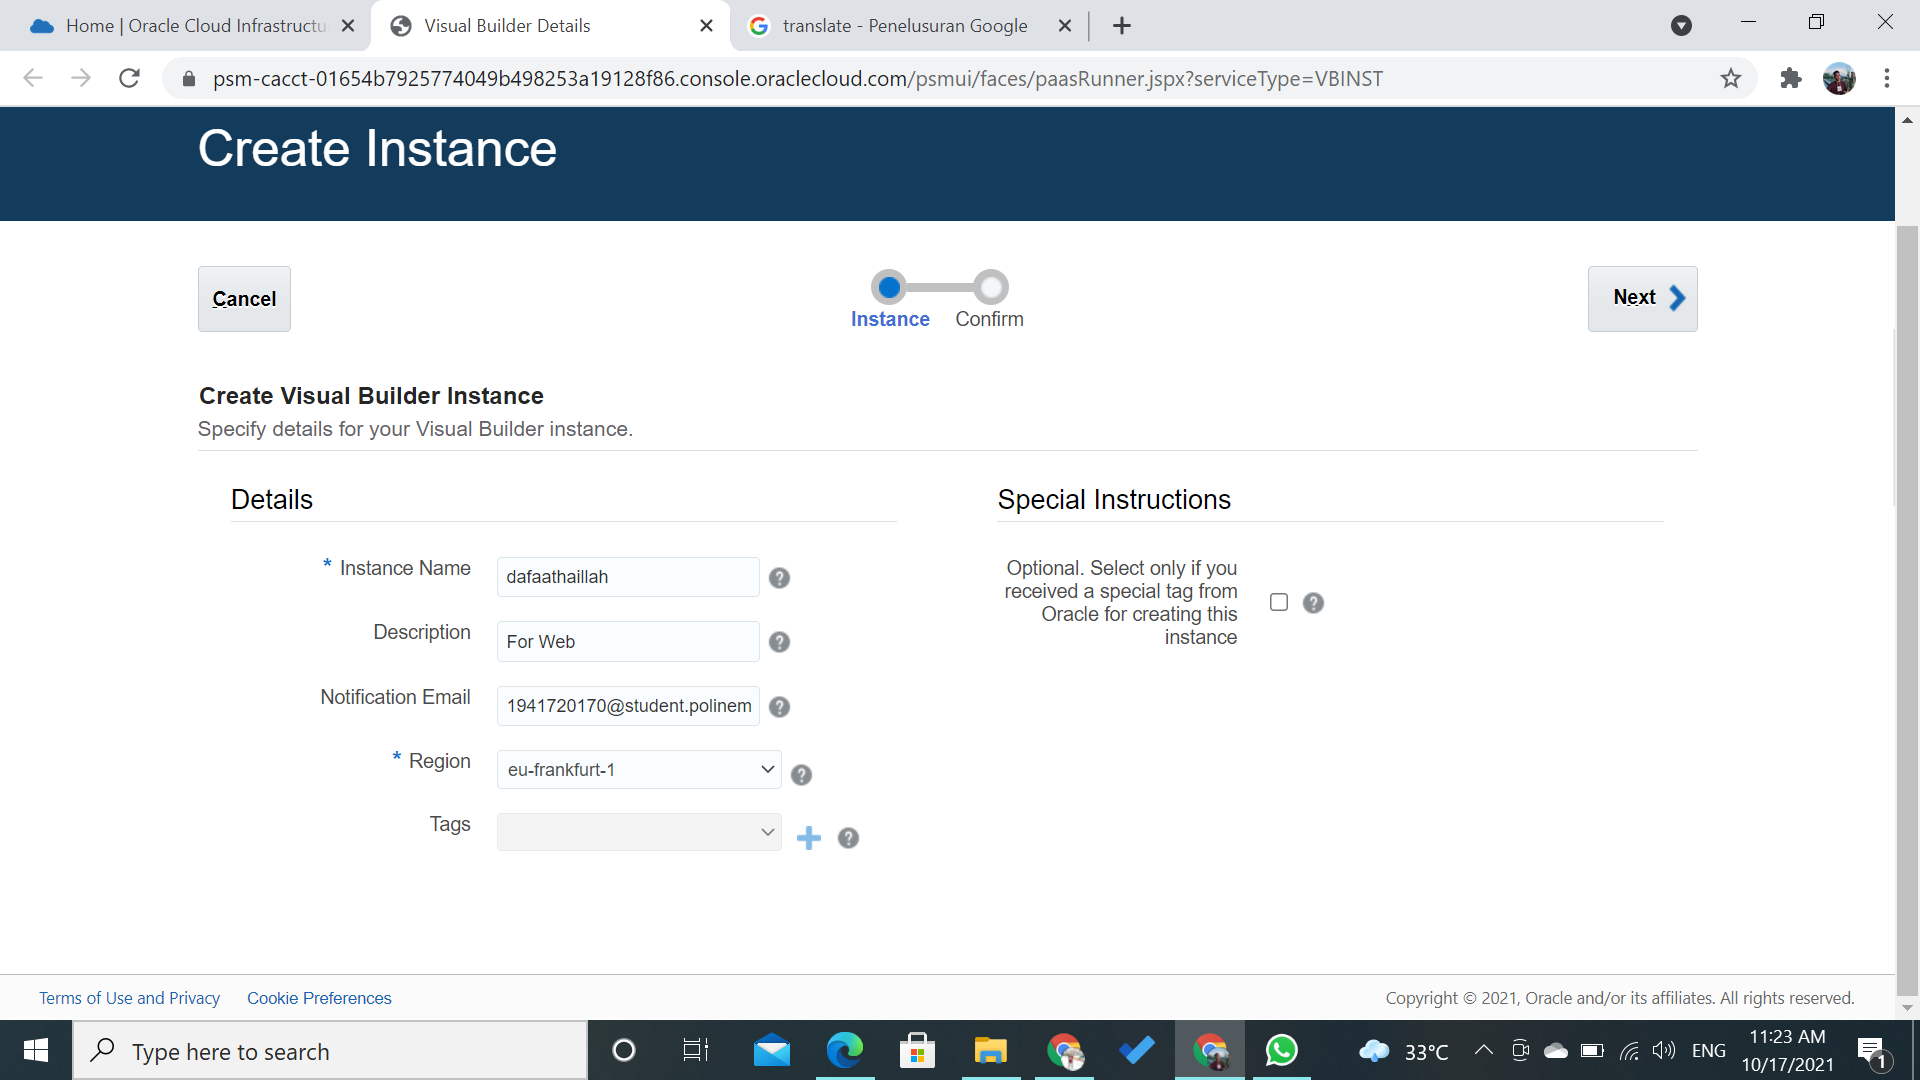 Home | Oracle Cloud Infrastructu
Visual Builder Details
translate - Penelusuran Google
psm-cacct-01654b7925774049b498253a19128f86.console.oraclecloud.com/psmui/faces/paasRunner.jspx?serviceType=VBINST
Create Instance
Cancel
Instance
Confirm
Next
Create Visual Builder Instance
Specify details for your Visual Builder instance.
Details
Special Instructions
* Instance Name
dafaathaillah
?
Description
For Web
?
Notification Email
1941720170@student.polinem
?
* Region
eu-frankfurt-1
?
Tags
?
Optional. Select only if you
received a special tag from
Oracle for creating this
instance
?
Terms of Use and Privacy
Cookie Preferences
Copyright © 2021, Oracle and/or its affiliates. All rights reserved.
Type here to search
33°C
ENG
11:23 AM
10/17/2021
1